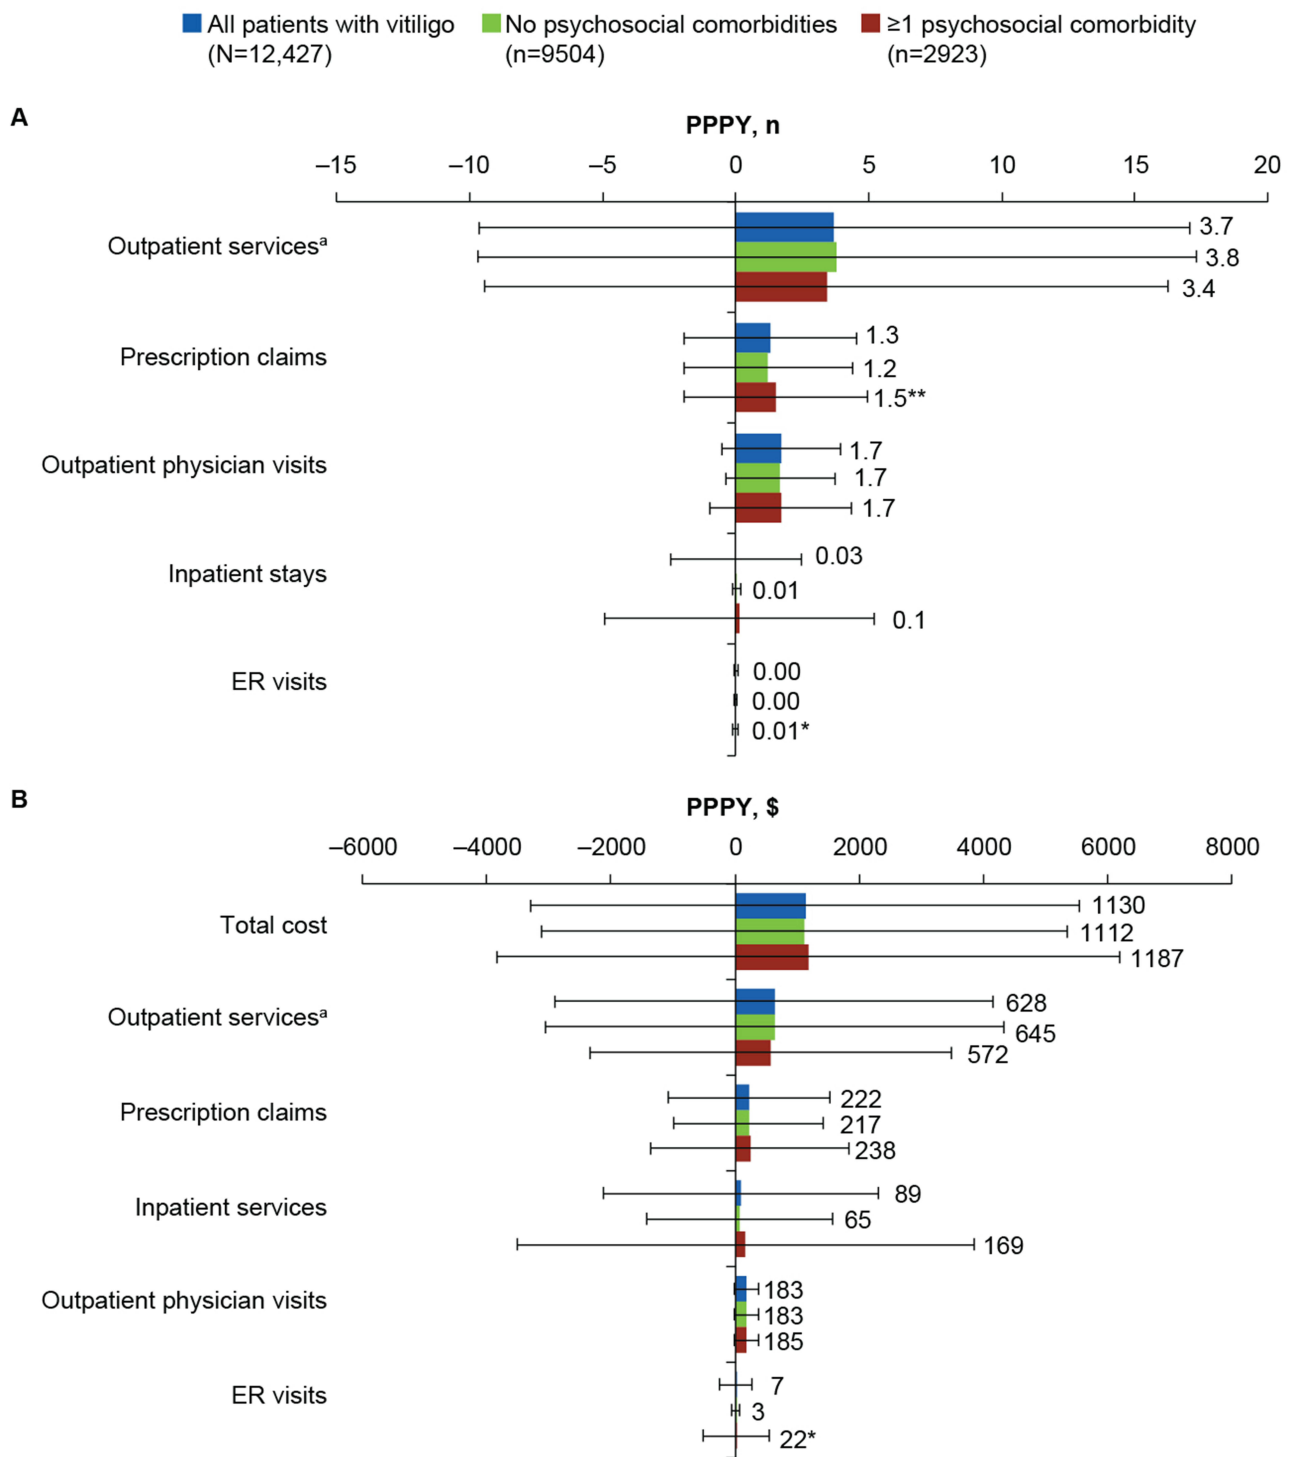 All patients with vitiligo No psychosocial comorbidities ≥1 psychosocial comorbidity
(N=12,427) (n=9504) (n=2923)
A
PPPY, n
–15 –10 –5 0 5 10 15 20
Outpatient servicesᵃ
3.7
3.8
3.4
Prescription claims
1.3
1.2
1.5**
Outpatient physician visits
1.7
1.7
1.7
Inpatient stays
0.03
0.01
0.1
ER visits
0.00
0.00
0.01*
B
PPPY, $
–6000 –4000 –2000 0 2000 4000 6000 8000
Total cost
1130
1112
1187
Outpatient servicesᵃ
628
645
572
Prescription claims
222
217
238
Inpatient services
89
65
169
Outpatient physician visits
183
183
185
ER visits
7
3
22*